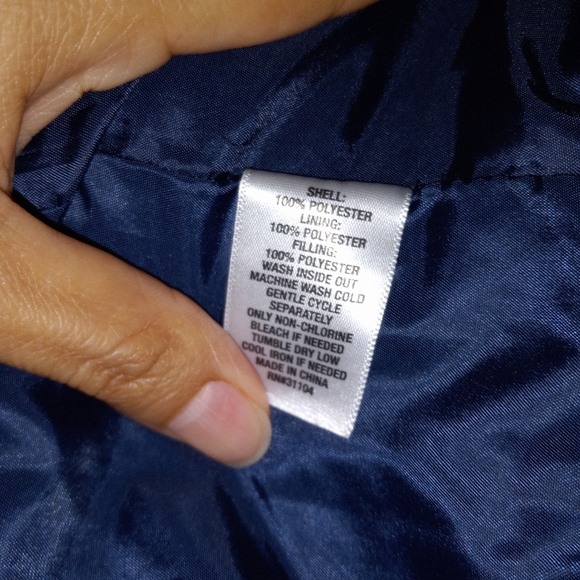 SHELL:
100% POLYESTER
LINING:
100% POLYESTER
FILLING:
100% POLYESTER
WASH INSIDE OUT
MACHINE WASH COLD
GENTLE CYCLE
SEPARATELY
ONLY NON-CHLORINE
BLEACH IF NEEDED
TUMBLE DRY LOW
COOL IRON IF NEEDED
MADE IN CHINA
RN#31104